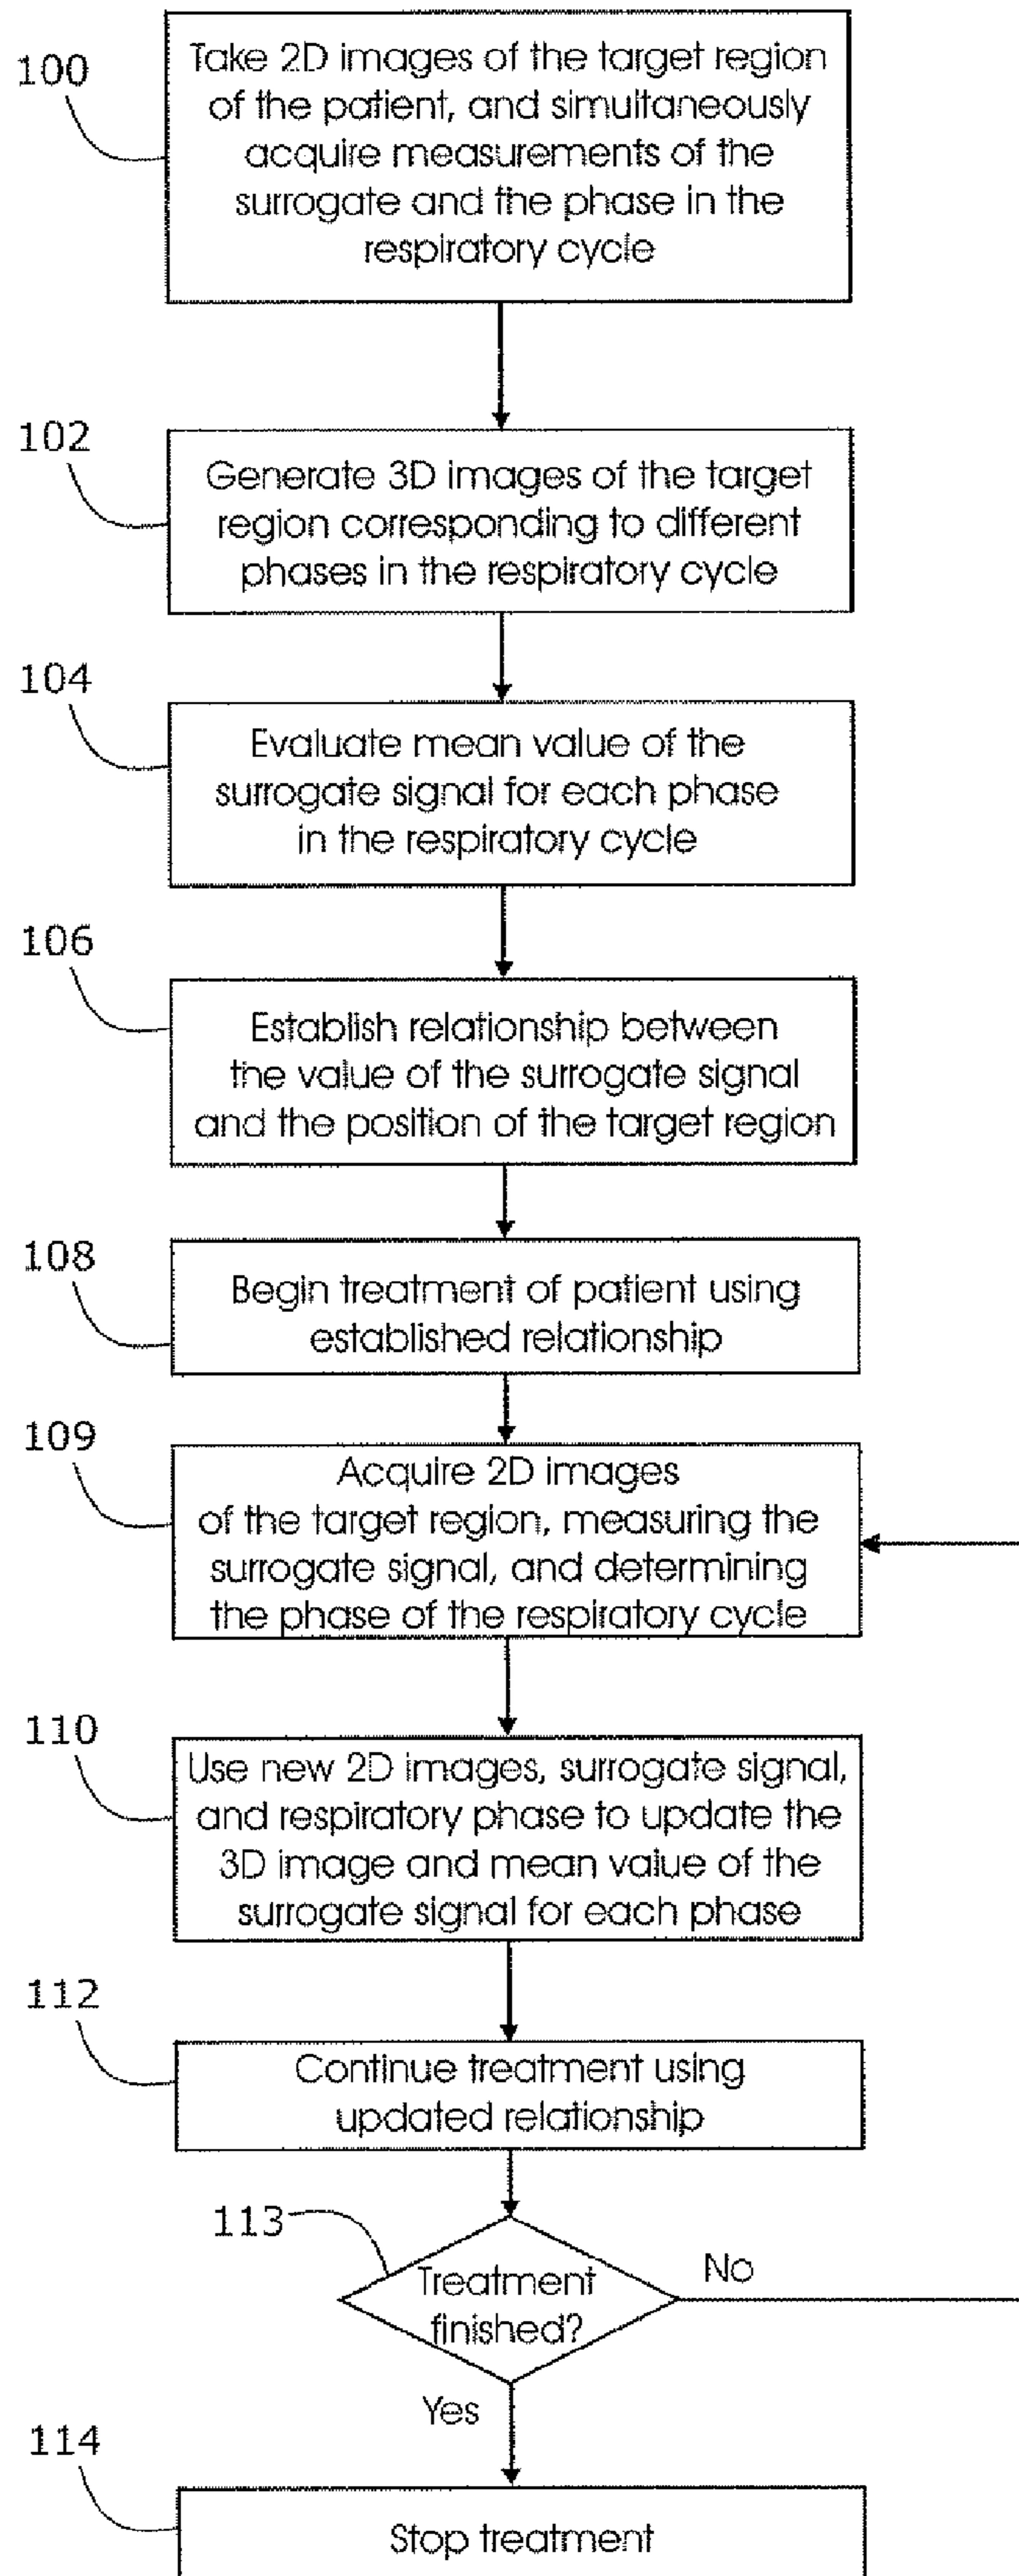 100
Take 2D images of the target region
of the patient, and simultaneously
acquire measurements of the
surrogate and the phase in the
respiratory cycle
102
Generate 3D images of the target
region corresponding to different
phases in the respiratory cycle
104
Evaluate mean value of the
surrogate signal for each phase
in the respiratory cycle
106
Establish relationship between
the value of the surrogate signal
and the position of the target region
108
Begin treatment of patient using
established relationship
109
Acquire 2D images
of the target region, measuring the
surrogate signal, and determining
the phase of the respiratory cycle
110
Use new 2D images, surrogate signal,
and respiratory phase to update the
3D image and mean value of the
surrogate signal for each phase
112
Continue treatment using
updated relationship
113
Treatment
finished?
No
Yes
114
Stop treatment